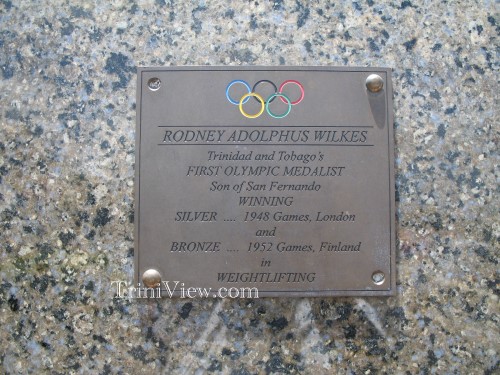 RODNEY ADOLPHUS WILKES
Trinidad and Tobago's
FIRST OLYMPIC MEDALIST
Son of San Fernando
WINNING
SILVER .... 1948 Games, London
and
BRONZE .... 1952 Games, Finland
in
WEIGHTLIFTING
TriniView.com